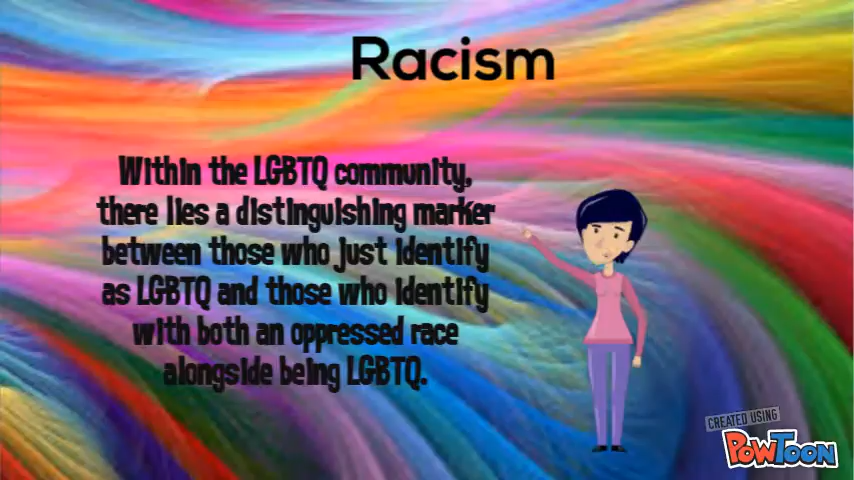 Racism
Within the LGBTQ community,
there lies a distinguishing marker
between those who just identify
as LGBTQ and those who identify
with both an oppressed race
alongside being LGBTQ.
CREATED USING
POWTOON